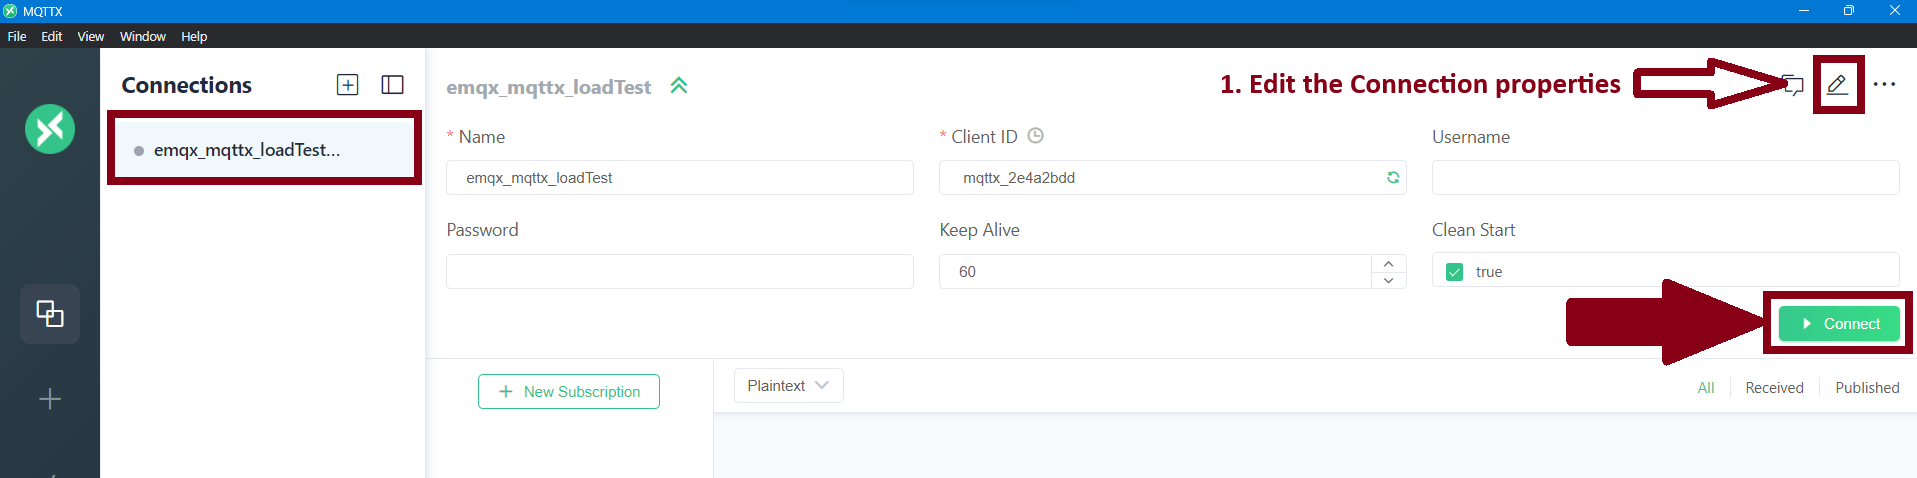 MQTTX
File Edit View Window Help
Connections
emqx_mqttx_loadTest...
emqx_mqttx_loadTest
1. Edit the Connection properties
* Name
* Client ID
Username
emqx_mqttx_loadTest
mqttx_2e4a2bdd
Password
Keep Alive
Clean Start
60
true
Connect
New Subscription
Plaintext
All
Received
Published